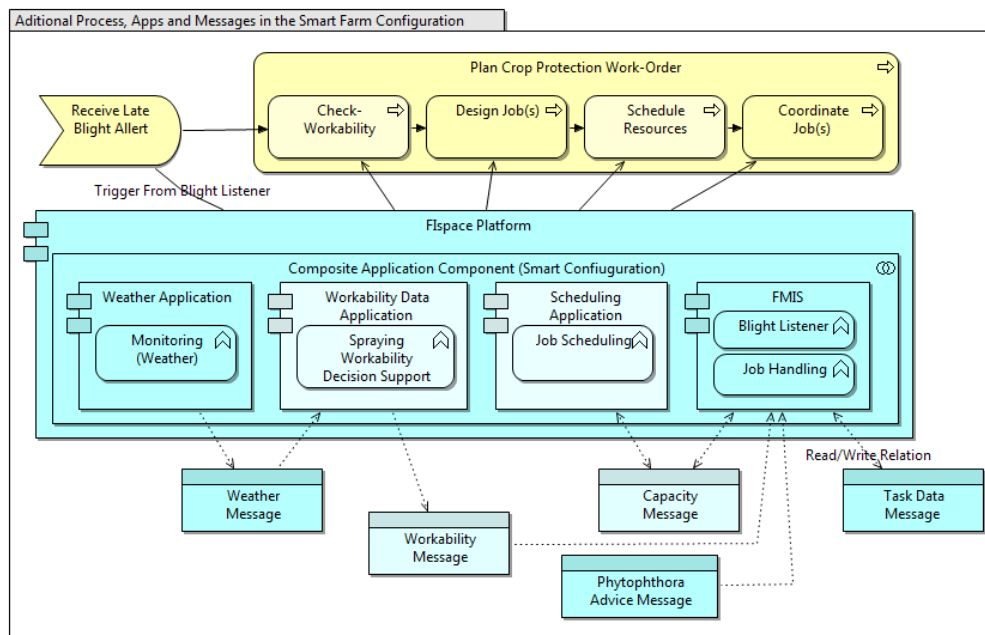 Aditional Process, Apps and Messages in the Smart Farm Configuration
Plan Crop Protection Work-Order
Receive Late
Blight Allert
Check-
Workability
Design Job(s)
Schedule
Resources
Coordinate
Job(s)
Trigger From Blight Listener
FIspace Platform
Composite Application Component (Smart Confiuguration)
Weather Application
Monitoring
(Weather)
Workability Data
Application
Spraying
Workability
Decision Support
Scheduling
Application
Job Scheduling
FMIS
Blight Listener
Job Handling
Read/Write Relation
Weather
Message
Workability
Message
Capacity
Message
Task Data
Message
Phytophthora
Advice Message